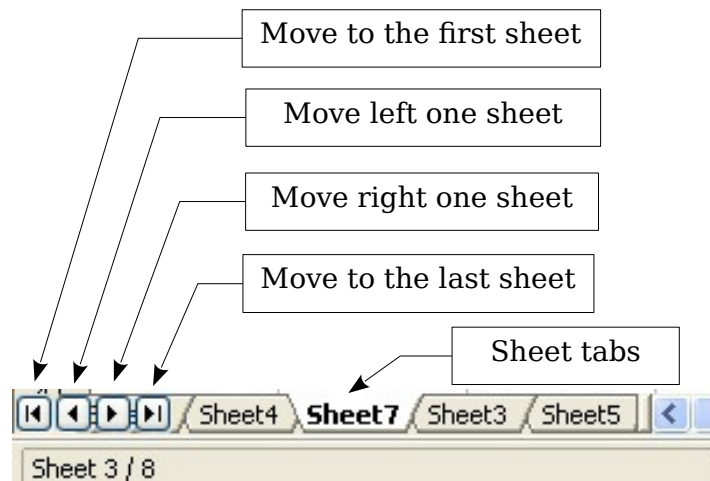 Move to the first sheet
Move left one sheet
Move right one sheet
Move to the last sheet
Sheet tabs
Sheet4 Sheet7 Sheet3 Sheet5
Sheet 3 / 8